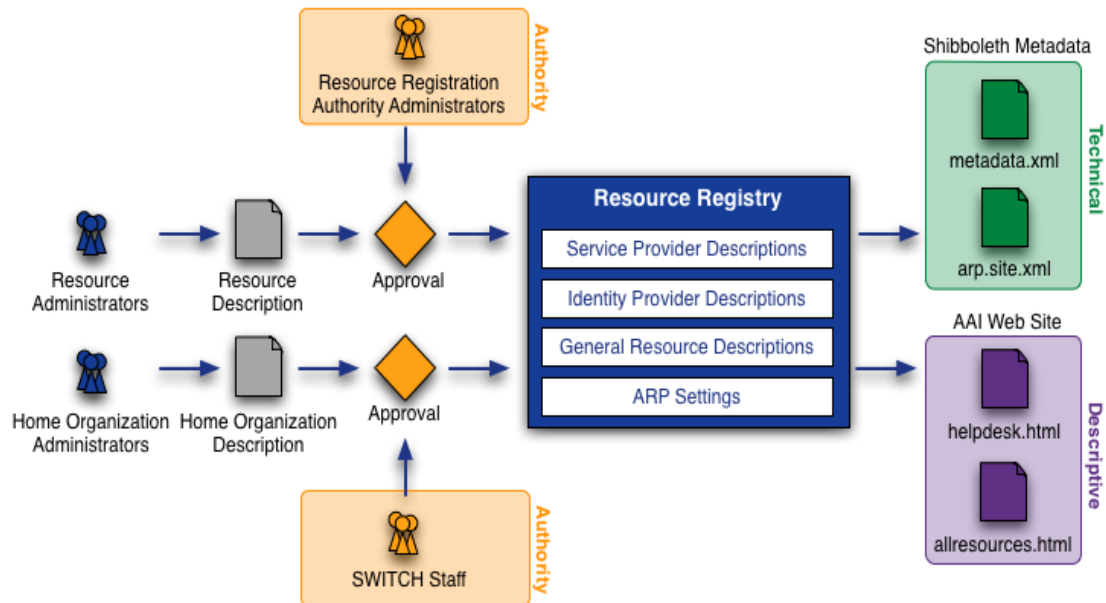 Resource Registration
Authority Administrators
Authority
Shibboleth Metadata
metadata.xml
arp.site.xml
Technical
Resource
Administrators
Resource
Description
Approval
Resource Registry
Service Provider Descriptions
Identity Provider Descriptions
General Resource Descriptions
ARP Settings
Home Organization
Administrators
Home Organization
Description
Approval
AAI Web Site
helpdesk.html
allresources.html
Descriptive
SWITCH Staff
Authority